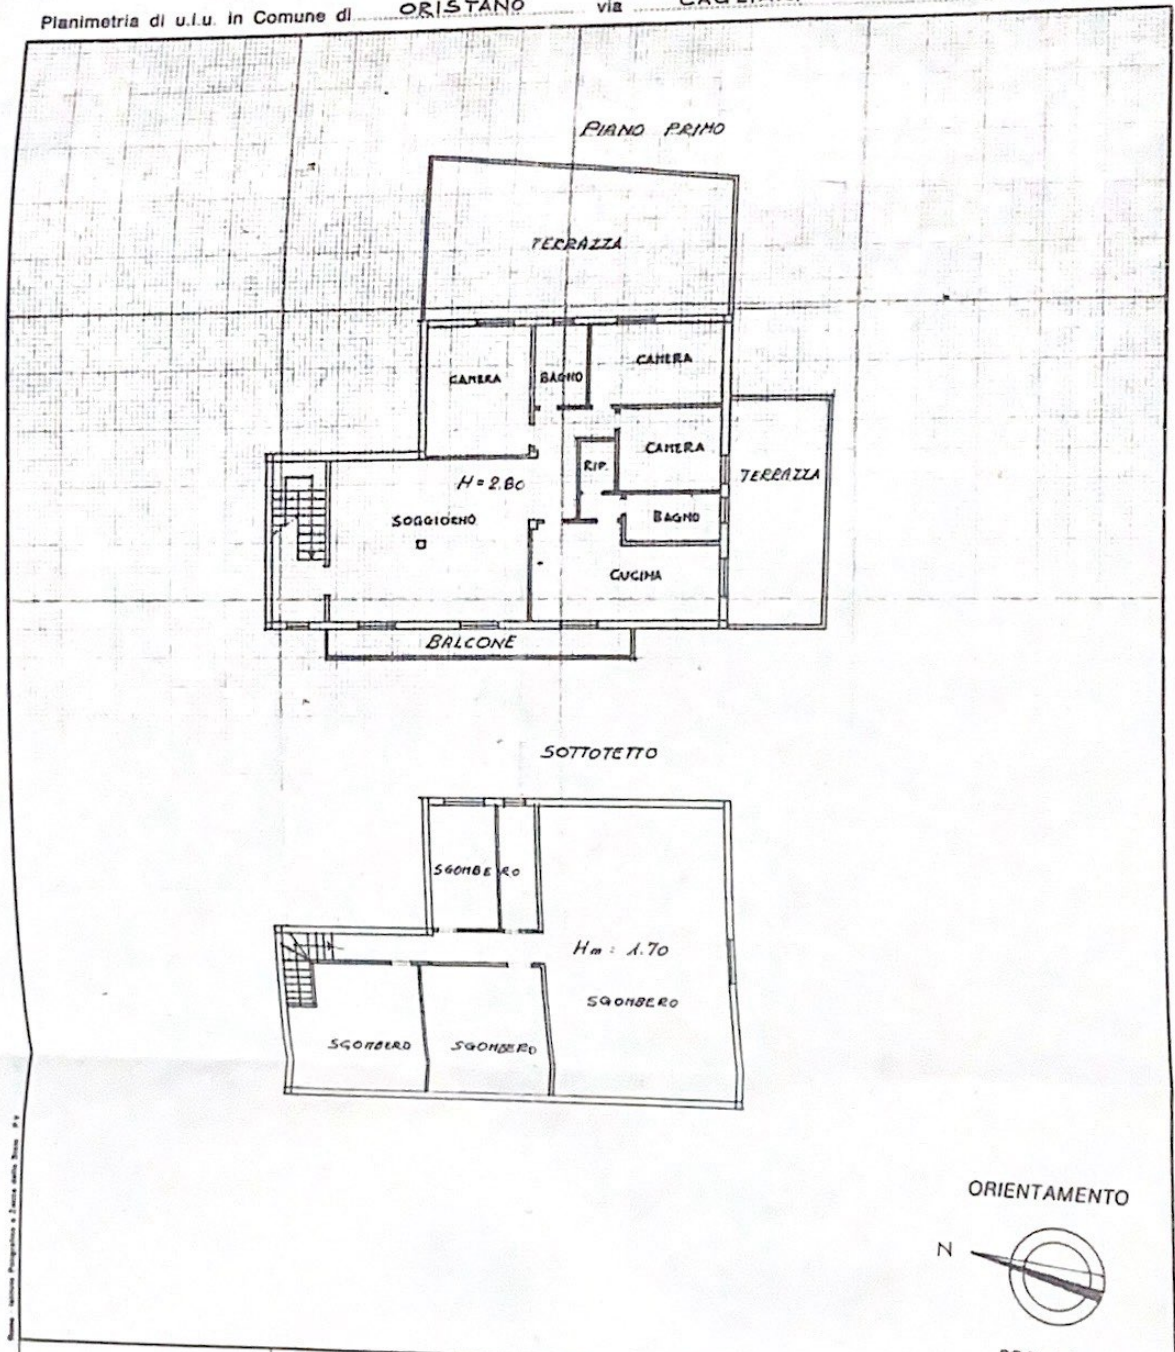 Planimetria di u.i.u. in Comune di ORISTANO via
PIANO PRIMO
TERRAZZA
CAMERA
BAGNO
CAMERA
CAMERA
RIP.
TERRAZZA
H = 2.80
SOGGIORNO
BAGNO
CUCINA
BALCONE
SOTTOTETTO
SGOMBERO
Hm : 1.70
SGOMBERO
SGOMBERO
SGOMBERO
ORIENTAMENTO
N